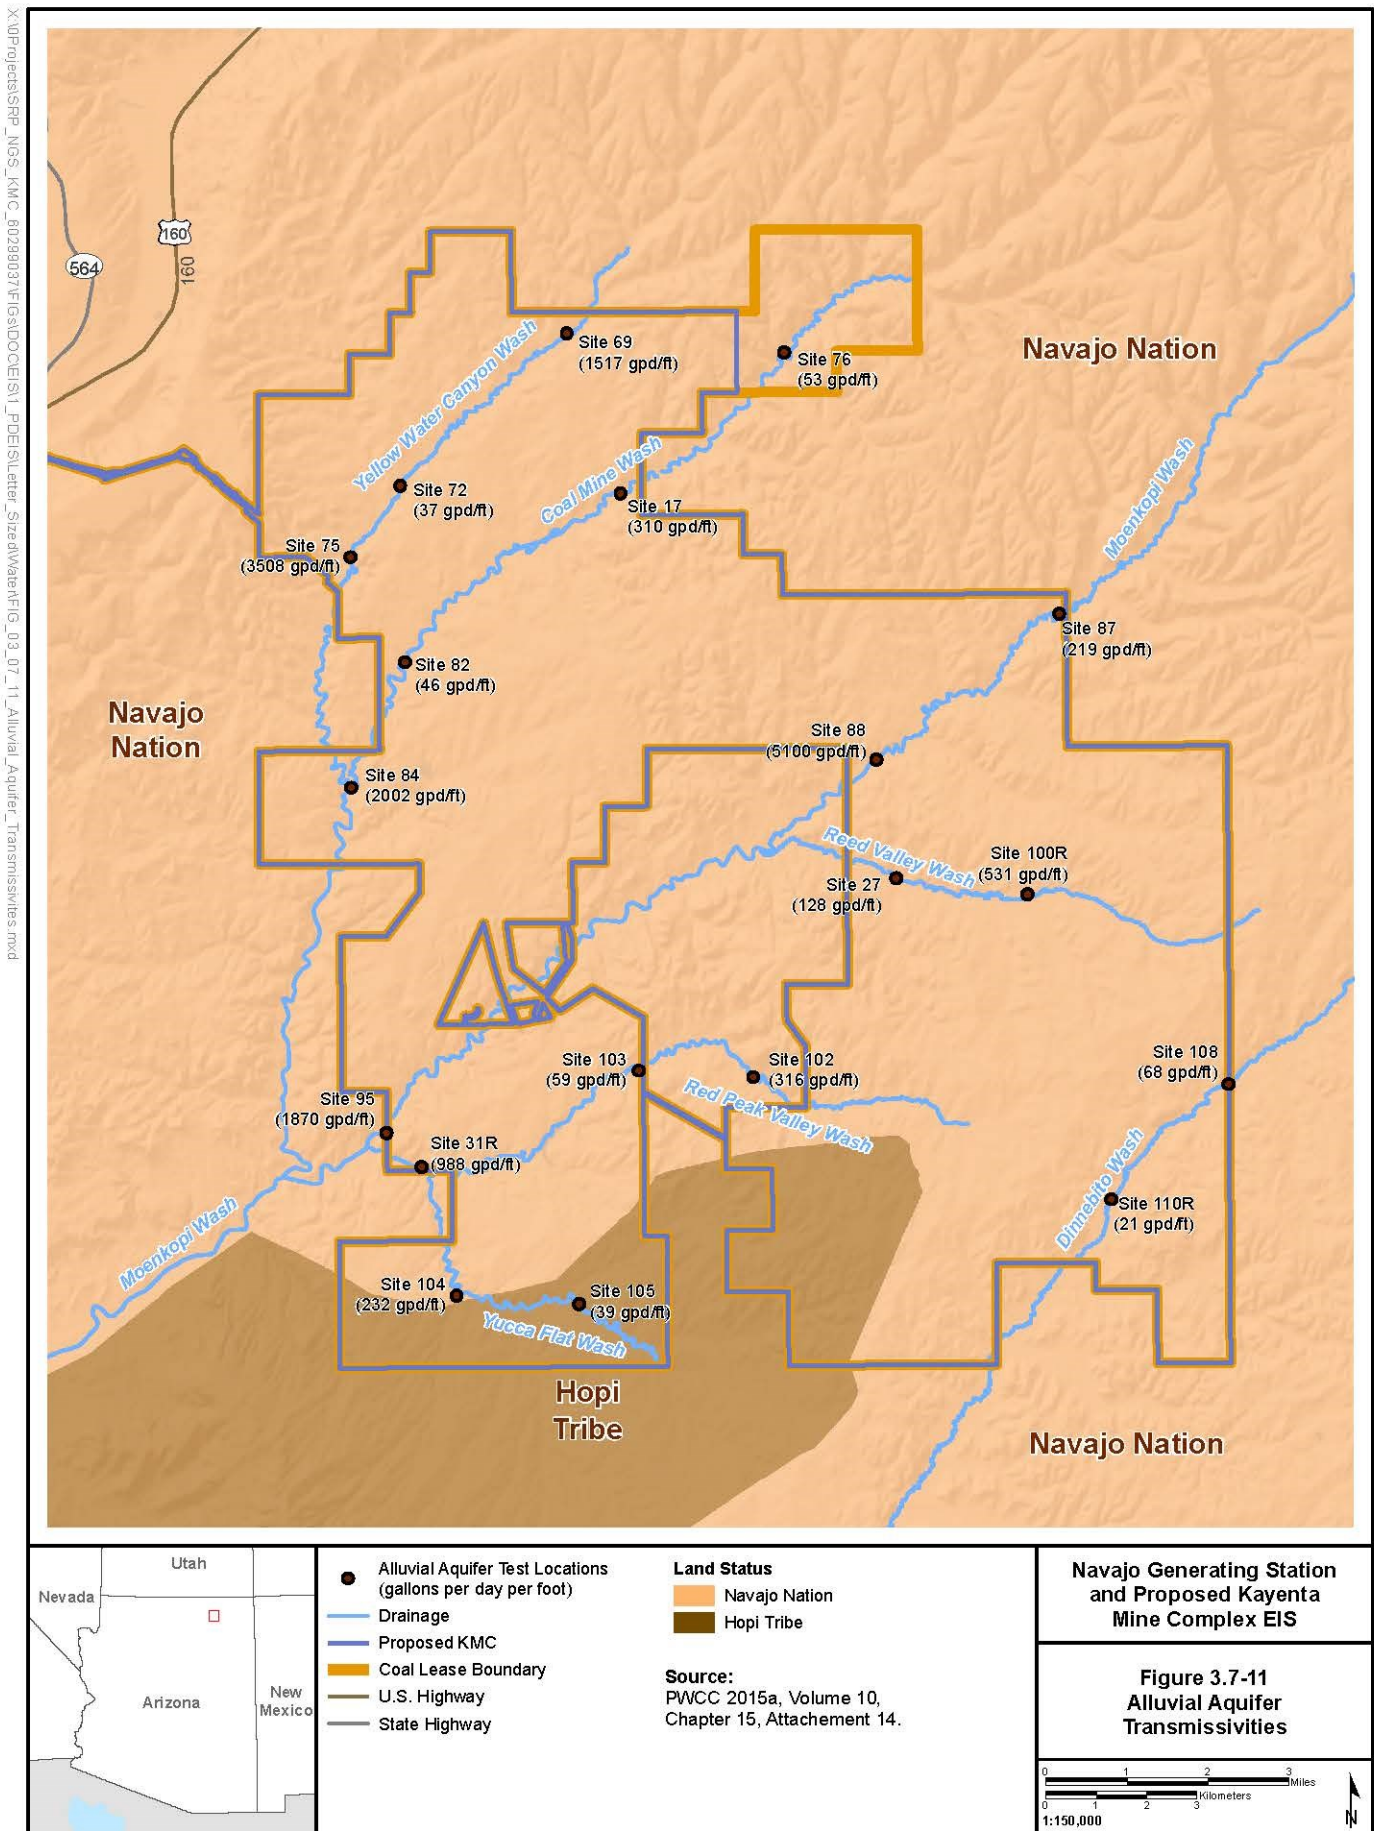 X:\0Projects\SRP_NGS_KMC_60299037\FIGs\DOC\EIS\1_PDEIS\Letter_Sized\Water\FIG_03_07_11_Alluvial_Aquifer_Transmissivites.mxd
160
160
564
Navajo Nation
Yellow Water Canyon Wash
Site 69
(1517 gpd/ft)
Site 76
(53 gpd/ft)
Coal Mine Wash
Moenkopi Wash
Site 72
(37 gpd/ft)
Site 17
(310 gpd/ft)
Site 75
(3508 gpd/ft)
Site 87
(219 gpd/ft)
Site 82
(46 gpd/ft)
Navajo
Nation
Site 88
(5100 gpd/ft)
Site 84
(2002 gpd/ft)
Reed Valley Wash
Site 100R
(531 gpd/ft)
Site 27
(128 gpd/ft)
Site 103
(59 gpd/ft)
Site 102
(316 gpd/ft)
Site 108
(68 gpd/ft)
Red Peak Valley Wash
Site 95
(1870 gpd/ft)
Site 31R
(988 gpd/ft)
Dinnebito Wash
Site 110R
(21 gpd/ft)
Moenkopi Wash
Site 104
(232 gpd/ft)
Site 105
(39 gpd/ft)
Yucca Flat Wash
Hopi
Tribe
Navajo Nation
Utah
Nevada
Arizona
New
Mexico
Alluvial Aquifer Test Locations
(gallons per day per foot)
Drainage
Proposed KMC
Coal Lease Boundary
U.S. Highway
State Highway
Land Status
Navajo Nation
Hopi Tribe
Source:
PWCC 2015a, Volume 10,
Chapter 15, Attachement 14.
Navajo Generating Station
and Proposed Kayenta
Mine Complex EIS
Figure 3.7-11
Alluvial Aquifer
Transmissivities
0 1 2 3
Miles
Kilometers
0 1 2 3
1:150,000
N